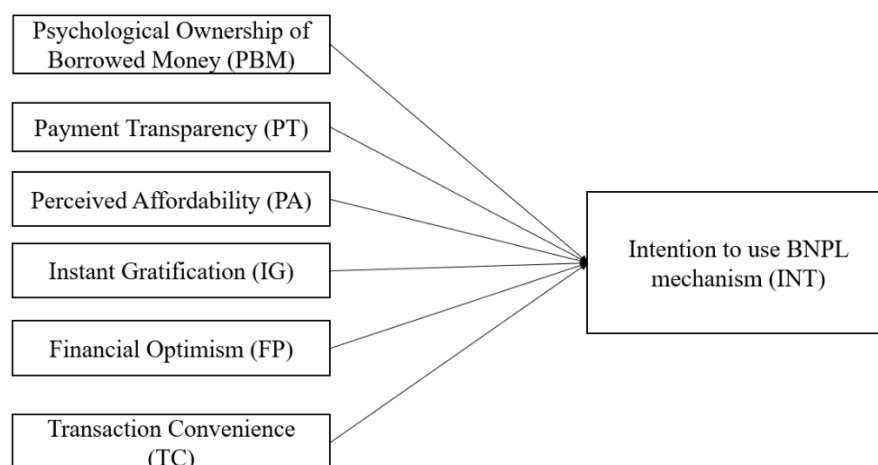 Psychological Ownership of
Borrowed Money (PBM)
Payment Transparency (PT)
Perceived Affordability (PA)
Instant Gratification (IG)
Financial Optimism (FP)
Transaction Convenience
(TC)
Intention to use BNPL
mechanism (INT)